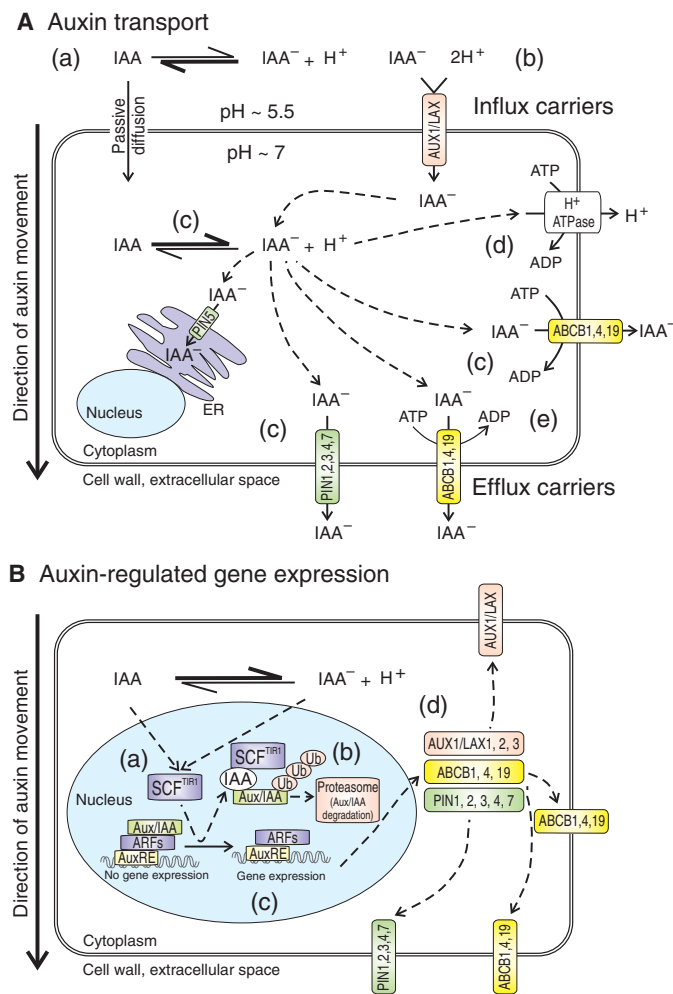 A Auxin transport
(a)
IAA
IAA⁻ + H⁺
IAA⁻
2H⁺
(b)
Passive
diffusion
pH ~ 5.5
AUX1/LAX
Influx carriers
pH ~ 7
Direction of auxin movement
IAA⁻
ATP
H⁺
ATPase
H⁺
(c)
IAA
IAA⁻ + H⁺
(d)
ADP
IAA⁻
PIN5
IAA⁻
ATP
IAA⁻
ABCB1,4,19
IAA⁻
(c)
ADP
Nucleus
ER
IAA⁻
IAA⁻
(c)
ATP
ADP
(e)
PIN1,2,3,4,7
ABCB1,4,19
Cytoplasm
Cell wall, extracellular space
Efflux carriers
IAA⁻
IAA⁻
B Auxin-regulated gene expression
AUX1/LAX
Direction of auxin movement
IAA
IAA⁻ + H⁺
(d)
(a)
SCFᵀᴵᴿ¹
(b)
AUX1/LAX1, 2, 3
ABCB1, 4, 19
PIN1, 2, 3, 4, 7
IAA
Ub
Ub
Ub
Aux/IAA
SCFᵀᴵᴿ¹
Proteasome
(Aux/IAA
degradation)
Nucleus
Aux/IAA
ARFs
AuxRE
No gene expression
ARFs
AuxRE
Gene expression
(c)
ABCB1,4,19
PIN1,2,3,4,7
ABCB1,4,19
Cytoplasm
Cell wall, extracellular space